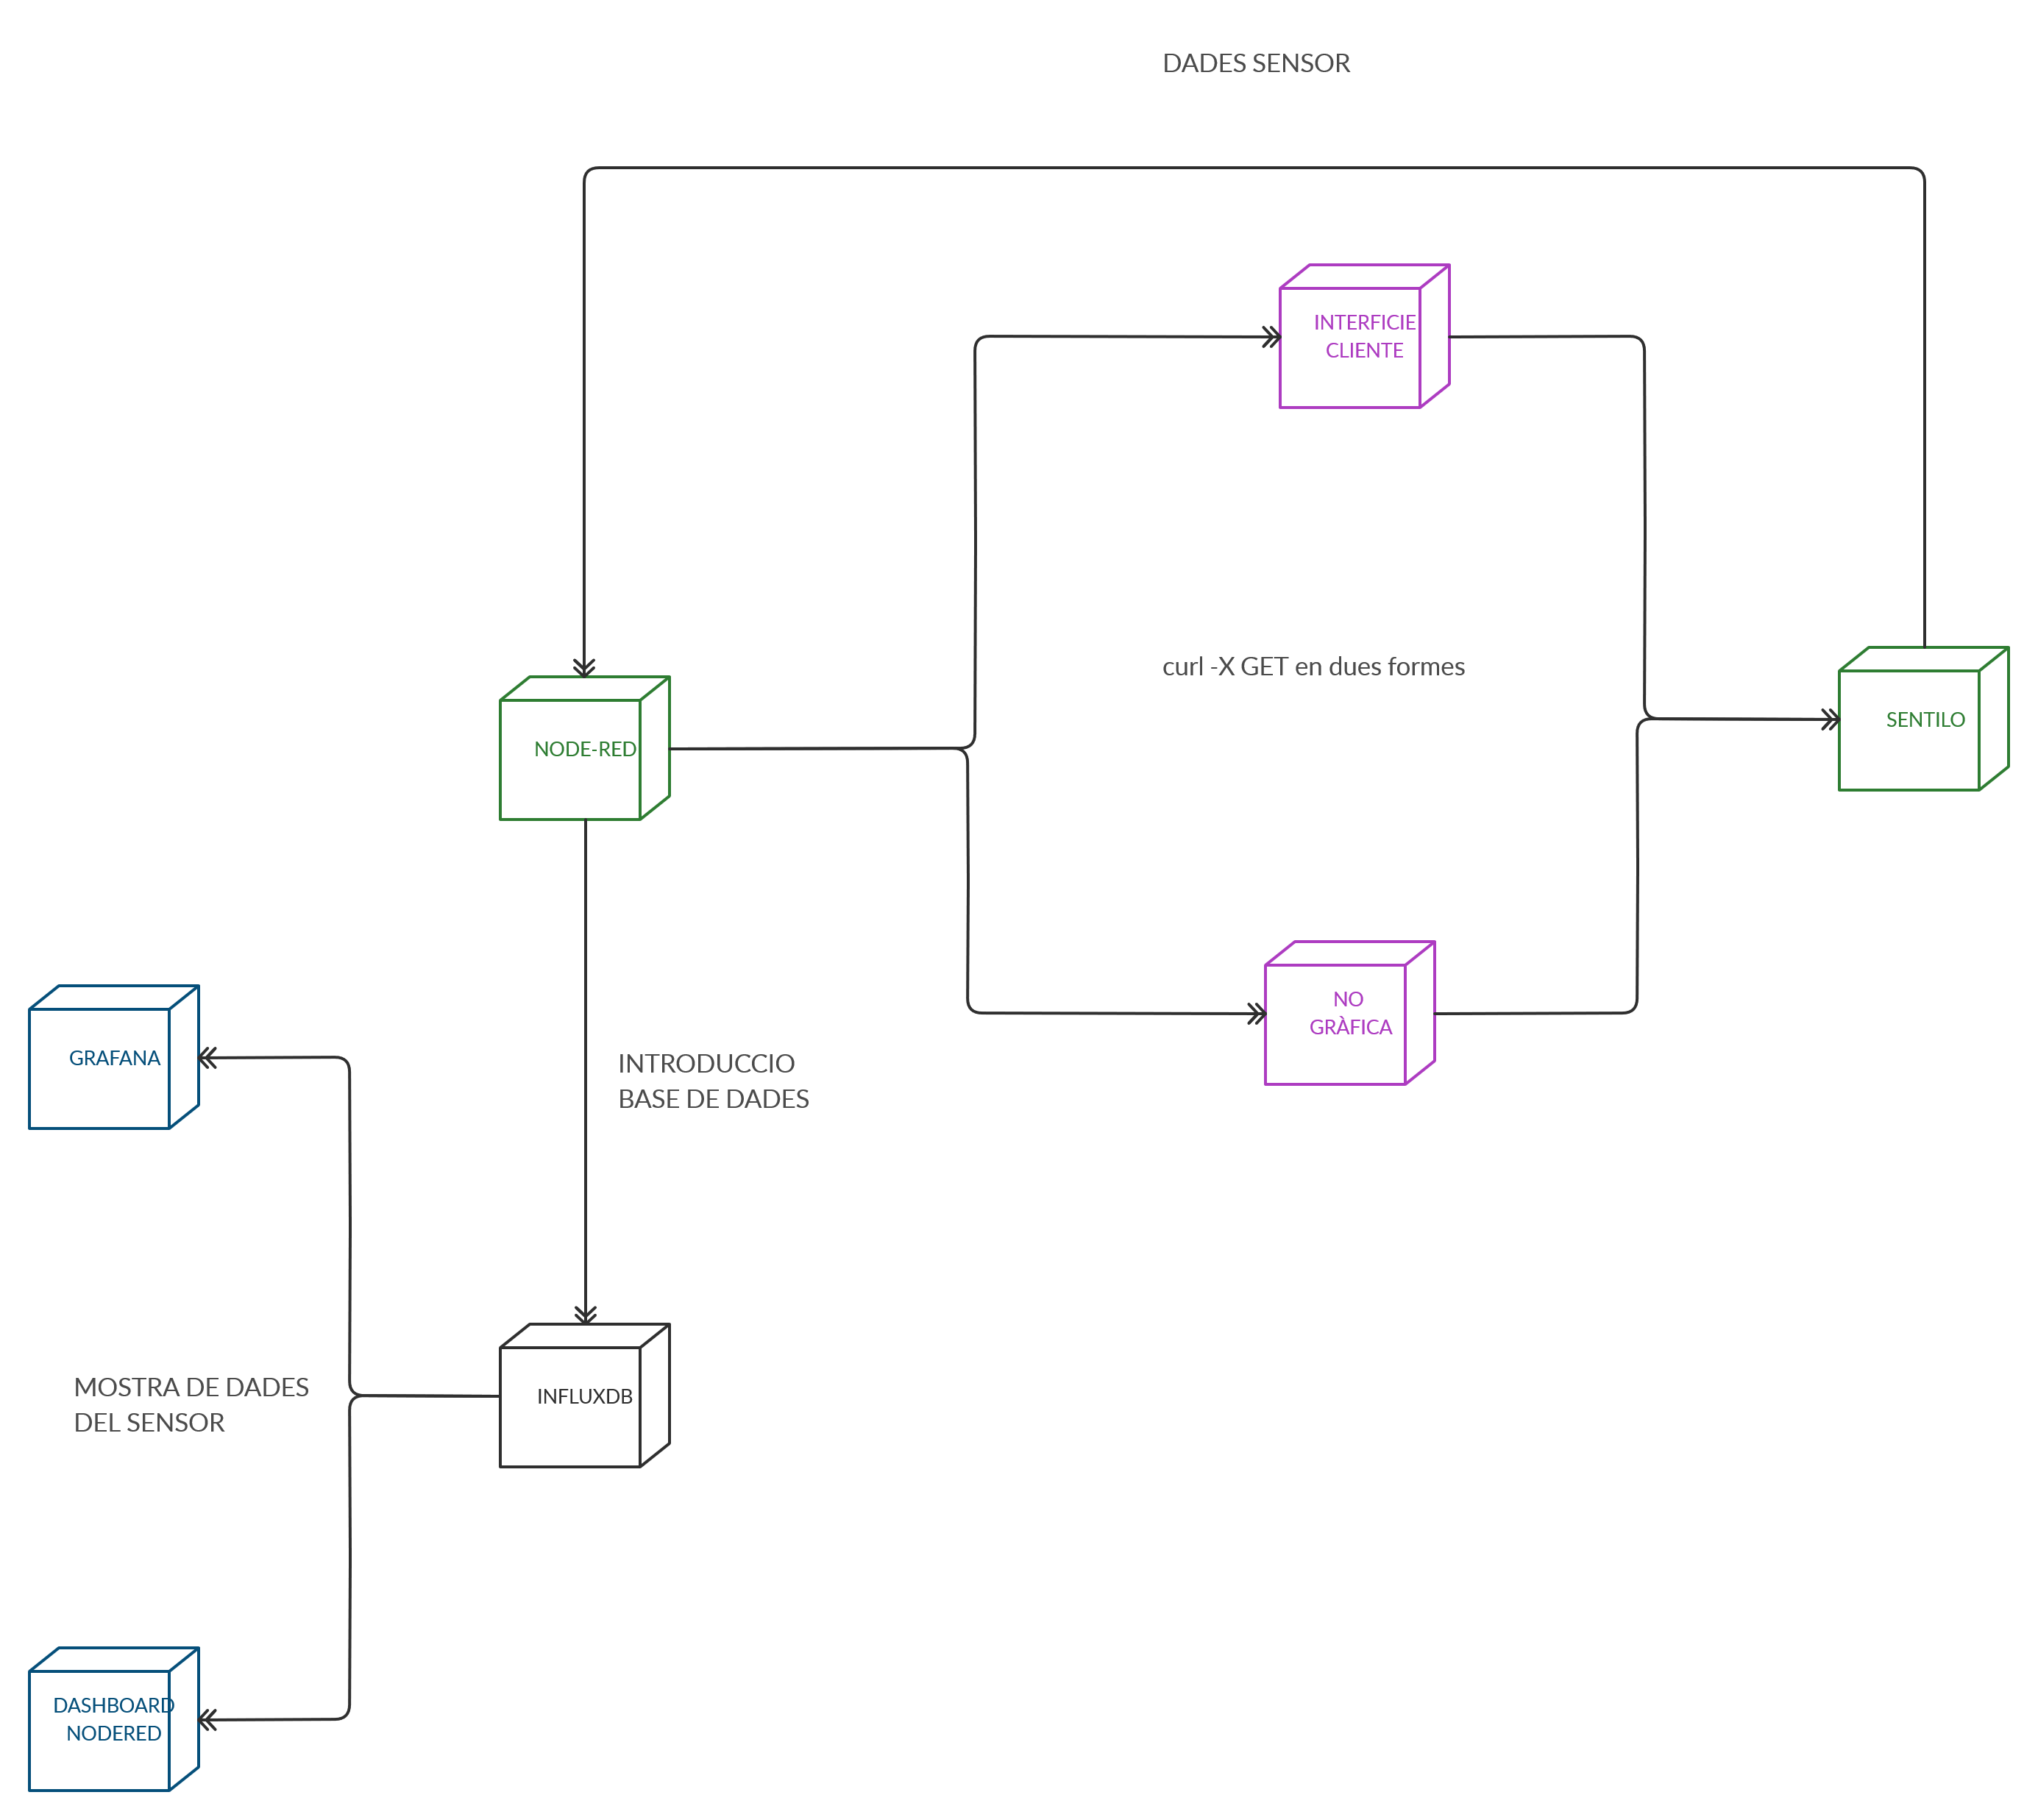 DADES SENSOR
INTERFICIE
CLIENTE
curl -X GET en dues formes
SENTILO
NODE-RED
NO
GRÀFICA
GRAFANA
INTRODUCCIO
BASE DE DADES
MOSTRA DE DADES
DEL SENSOR
INFLUXDB
DASHBOARD
NODERED